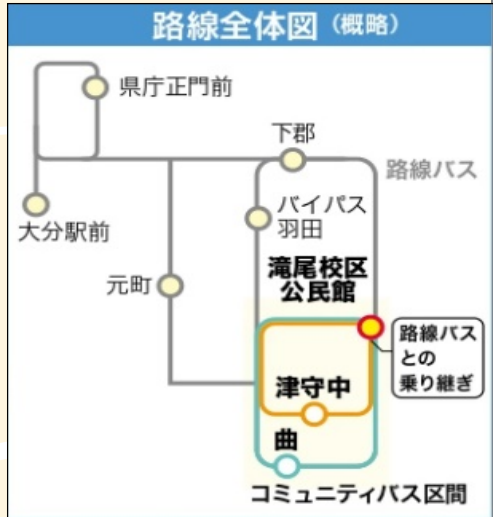 路線全体図（概略）
県庁正門前
下郡
路線バス
バイパス
羽田
大分駅前
滝尾校区
公民館
元町
路線バス
との
乗り継ぎ
津守中
曲
コミュニティバス区間